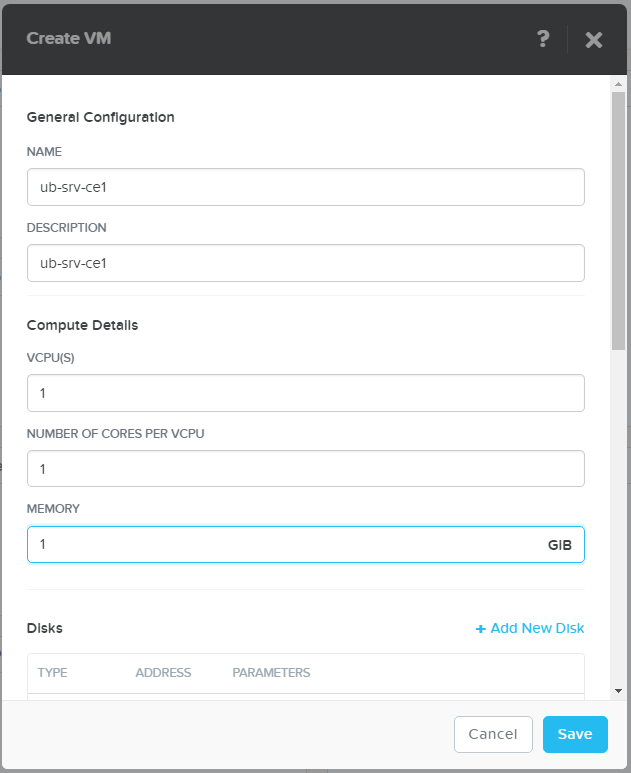 Create VM
?
General Configuration
NAME
ub-srv-ce1
DESCRIPTION
ub-srv-ce1
Compute Details
VCPU(S)
1
NUMBER OF CORES PER VCPU
1
MEMORY
1 GIB
Disks + Add New Disk
TYPE ADDRESS PARAMETERS
Cancel Save